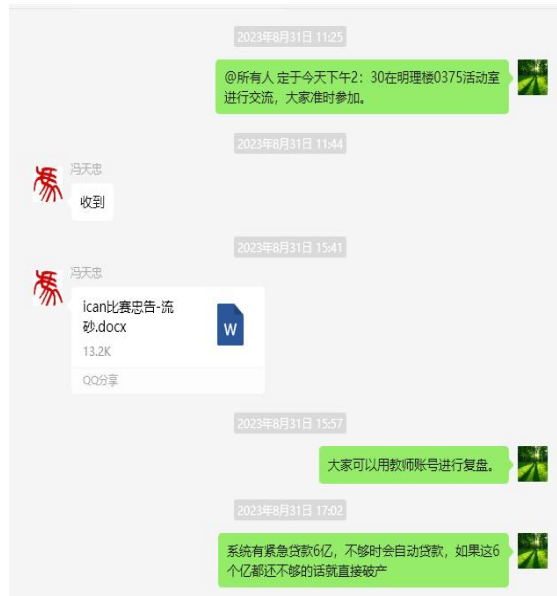 2023年8月31日 11:25
@所有人 定于今天下午2：30在明理楼0375活动室
进行交流，大家准时参加。
2023年8月31日 11:44
冯天忠
收到
2023年8月31日 15:41
冯天忠
ican比赛忠告-流
砂.docx
W
13.2K
QQ分享
2023年8月31日 15:57
大家可以用教师账号进行复盘。
2023年8月31日 17:02
系统有紧急贷款6亿，不够时会自动贷款，如果这6
个亿都还不够的话就直接破产